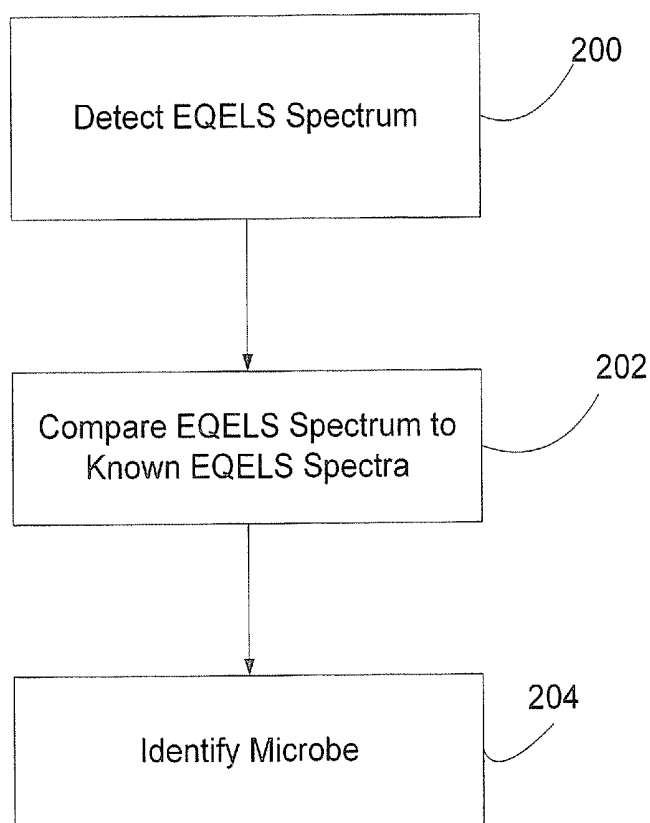 200
Detect EQELS Spectrum
202
Compare EQELS Spectrum to
Known EQELS Spectra
204
Identify Microbe